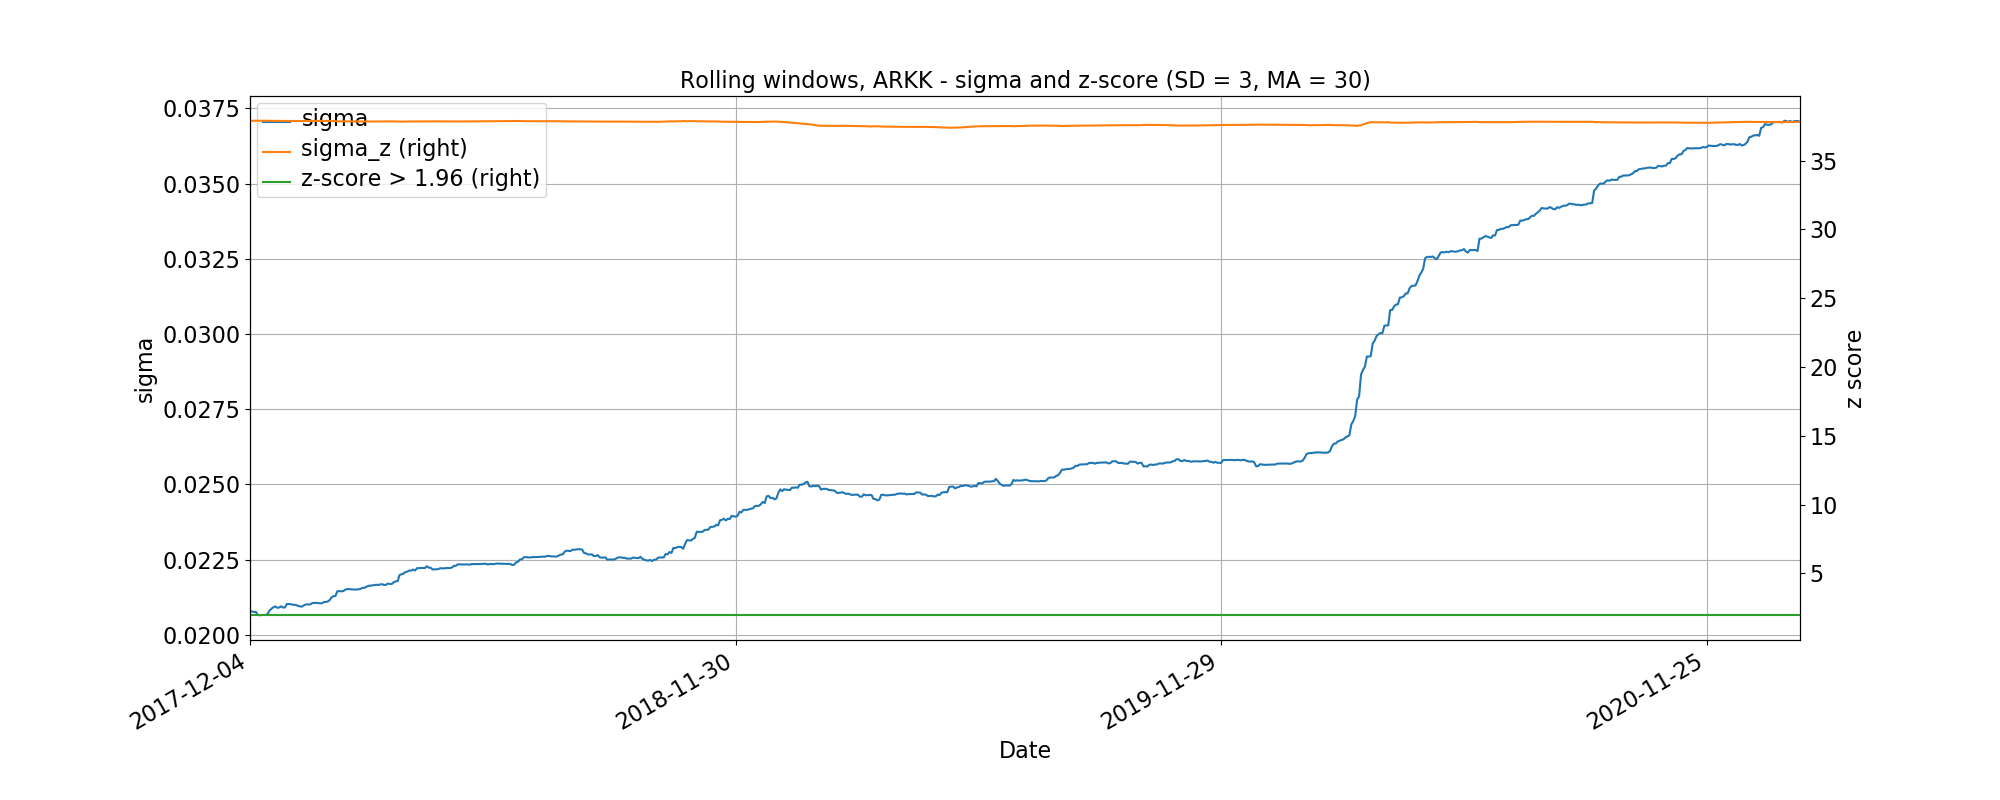 Rolling windows, ARKK - sigma and z-score (SD = 3, MA = 30)
sigma
sigma_z (right)
z-score > 1.96 (right)
0.0375
0.0350
0.0325
0.0300
0.0275
0.0250
0.0225
0.0200
sigma
35
30
25
20
15
10
5
z score
2017-12-04
2018-11-30
2019-11-29
2020-11-25
Date